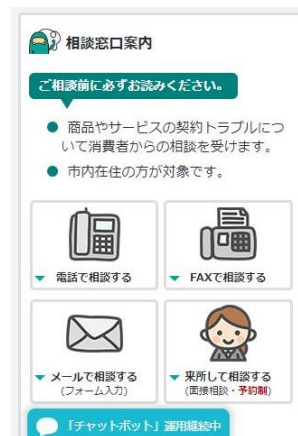 相談窓口案内
ご相談前に必ずお読みください。
● 商品やサービスの契約トラブルにつ
いて消費者からの相談を受けます。
● 市内在住の方が対象です。
電話で相談する
FAXで相談する
メールで相談する
(フォーム入力)
来所して相談する
(面接相談・予約制)
「チャットボット」運用継続中